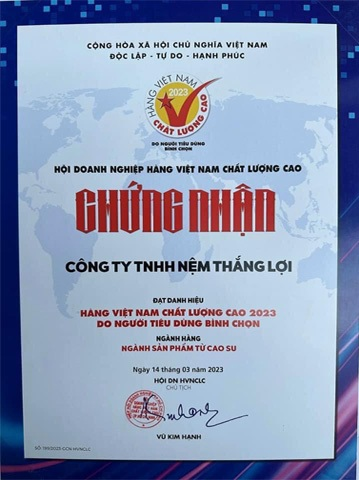 CỘNG HÒA XÃ HỘI CHỦ NGHĨA VIỆT NAM
ĐỘC LẬP - TỰ DO - HẠNH PHÚC
HÀNG VIỆT NAM
2023
CHẤT LƯỢNG CAO
DO NGƯỜI TIÊU DÙNG
BÌNH CHỌN
HỘI DOANH NGHIỆP HÀNG VIỆT NAM CHẤT LƯỢNG CAO
CHỨNG NHẬN
CÔNG TY TNHH NỆM THẮNG LỢI
ĐẠT DANH HIỆU
HÀNG VIỆT NAM CHẤT LƯỢNG CAO 2023
DO NGƯỜI TIÊU DÙNG BÌNH CHỌN
NGÀNH HÀNG
NGÀNH SẢN PHẨM TỪ CAO SU
Ngày 14 tháng 03 năm 2023
HỘI DN HVNCLC
CHỦ TỊCH
VŨ KIM HẠNH